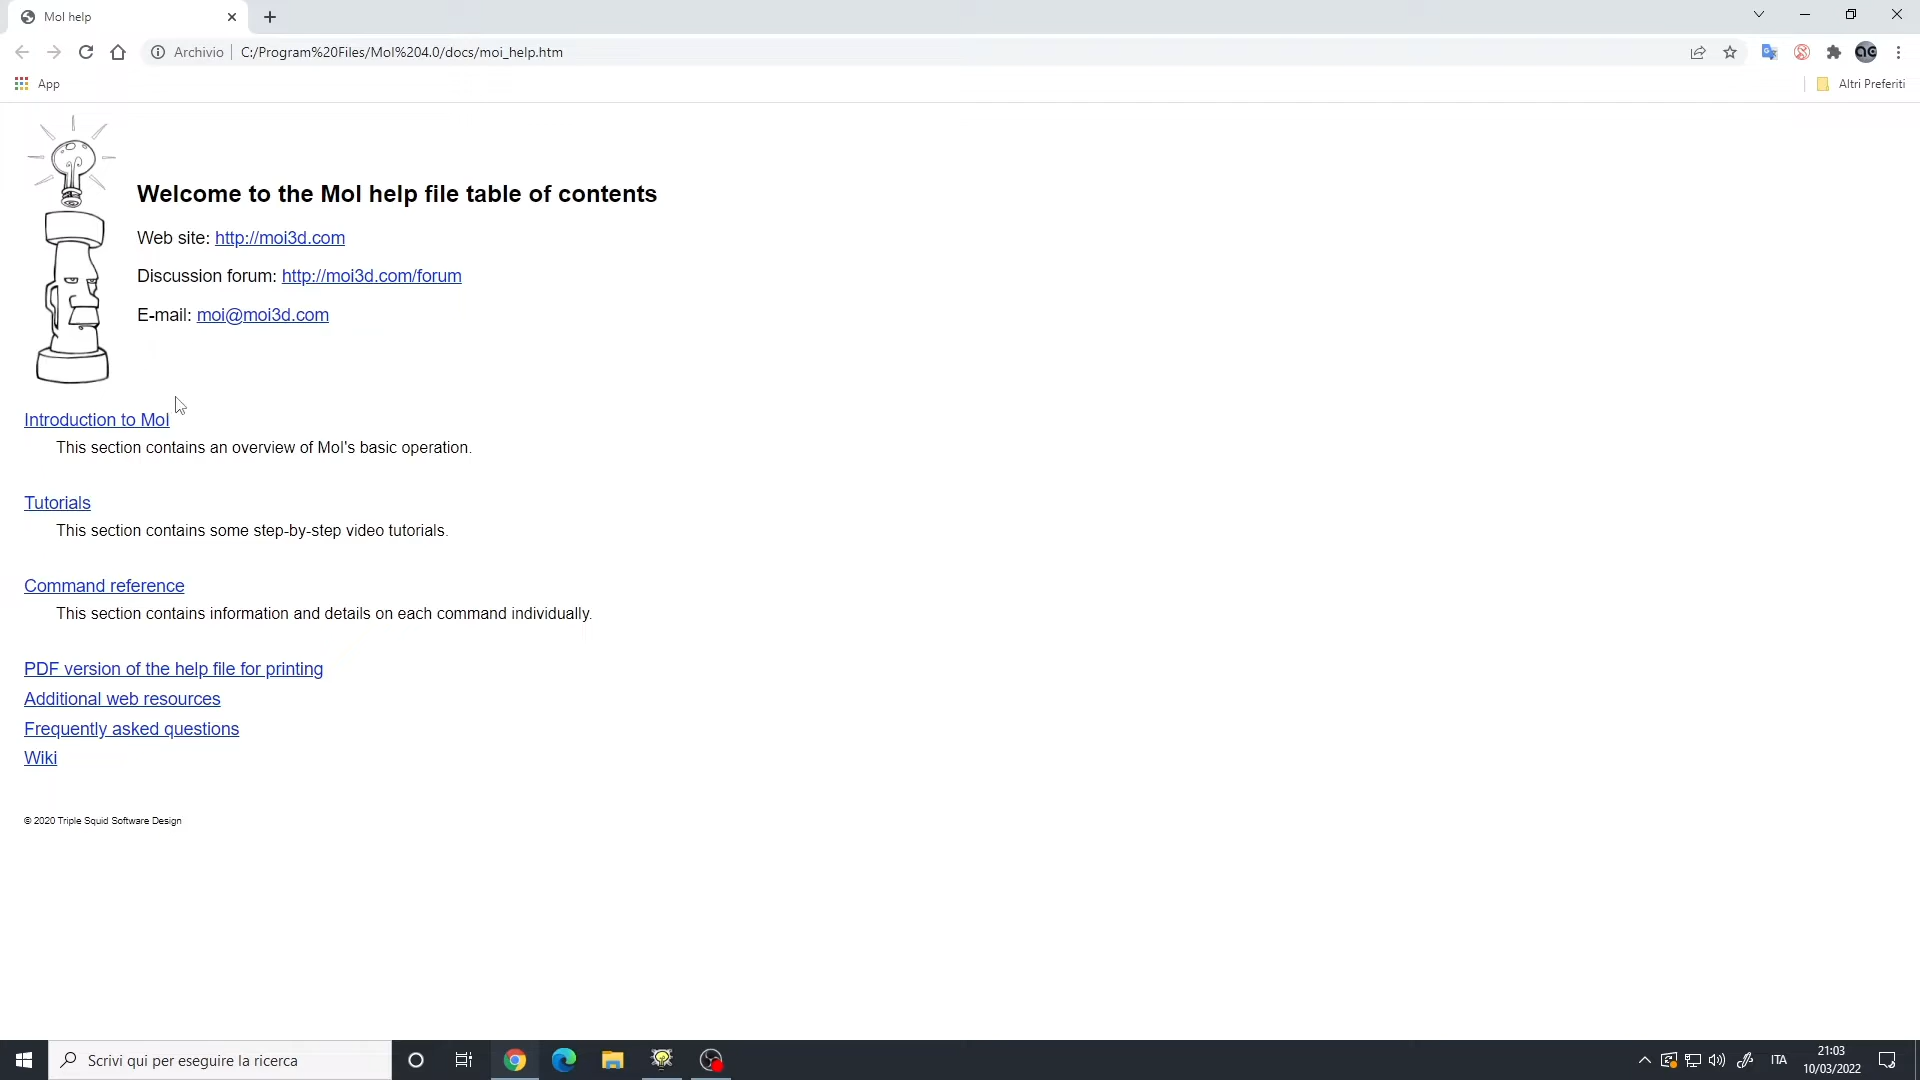 MoI help
Archivio
C:/Program%20Files/MoI%204.0/docs/moi_help.htm
App
Altri Preferiti
Welcome to the MoI help file table of contents
Web site: http://moi3d.com
Discussion forum: http://moi3d.com/forum
E-mail: moi@moi3d.com
Introduction to MoI
This section contains an overview of MoI's basic operation.
Tutorials
This section contains some step-by-step video tutorials.
Command reference
This section contains information and details on each command individually.
PDF version of the help file for printing
Additional web resources
Frequently asked questions
Wiki
© 2020 Triple Squid Software Design
Scrivi qui per eseguire la ricerca
ITA
21:03
10/03/2022